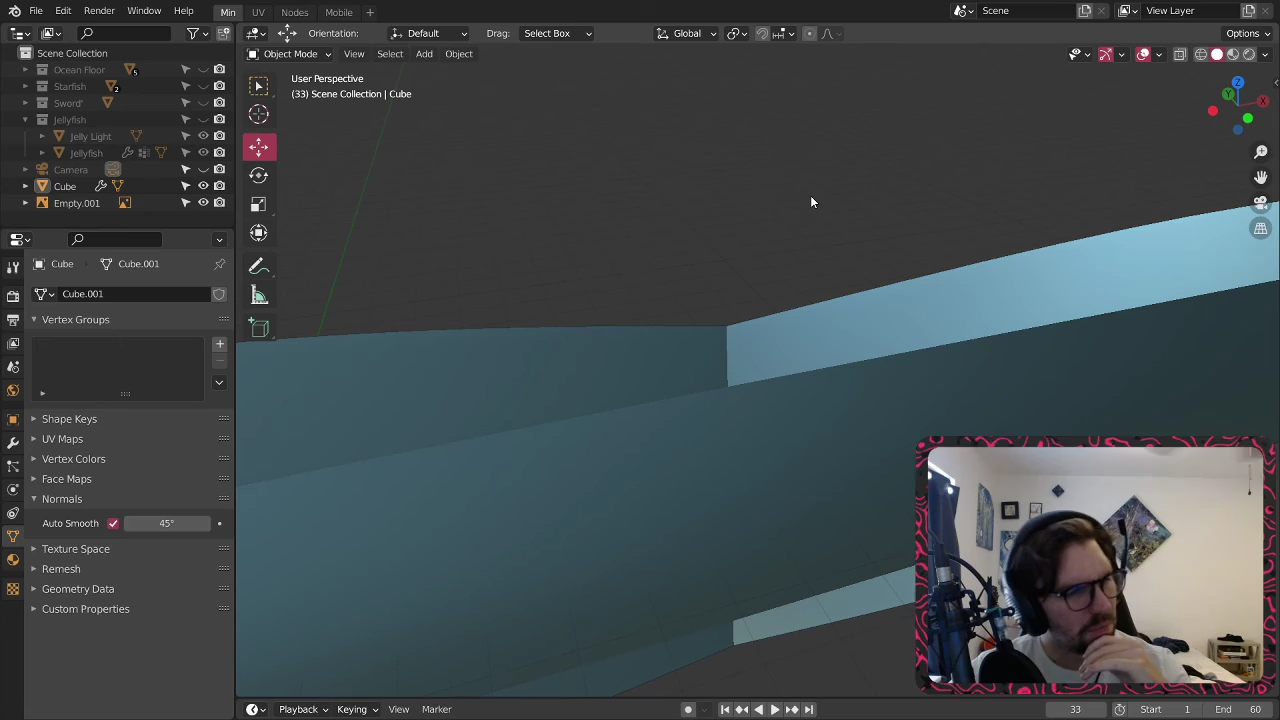 File Edit Render Window Help Min UV Nodes Mobile + Scene View Layer
Orientation: Default Drag: Select Box Global Options
Object Mode View Select Add Object
Scene Collection
Ocean Floor 5
Starfish 2
Sword'
Jellyfish
Jelly Light
Jellyfish
Camera
Cube
Empty.001
User Perspective
(33) Scene Collection | Cube
Z
Y
X
Cube Cube.001
Cube.001
Vertex Groups
Shape Keys
UV Maps
Vertex Colors
Face Maps
Normals
Auto Smooth 45°
Texture Space
Remesh
Geometry Data
Custom Properties
Playback Keying View Marker 33 Start 1 End 60